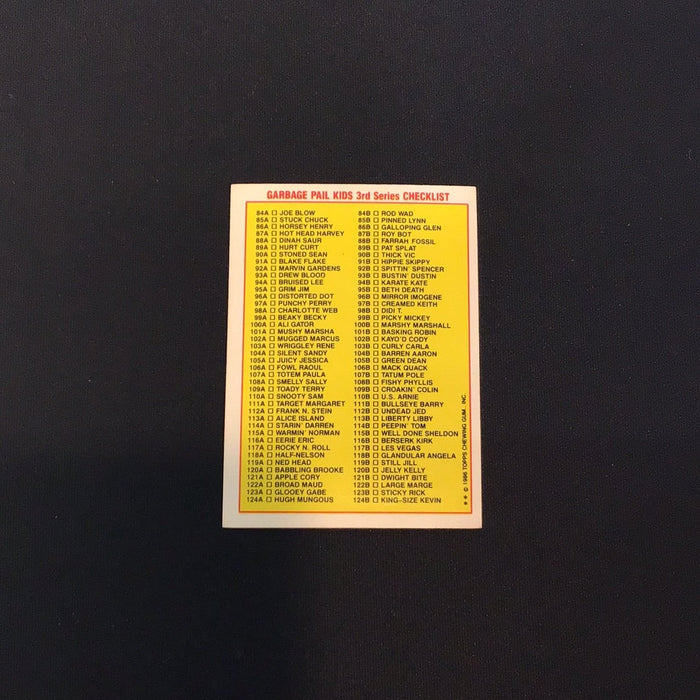 GARBAGE PAIL KIDS 3rd Series CHECKLIST
84A JOE BLOW
85A STUCK CHUCK
86A HORSEY HENRY
87A HOT HEAD HARVEY
88A DINAH SAUR
89A HURT CURT
90A STONED SEAN
91A BLAKE FLAKE
92A MARVIN GARDENS
93A DREW BLOOD
94A BRUISED LEE
95A GRIM JIM
96A DISTORTED DOT
97A PUNCHY PERRY
98A CHARLOTTE WEB
99A BEAKY BECKY
100A ALI GATOR
101A MUSHY MARSHA
102A MUGGED MARCUS
103A WRIGGLEY RENE
104A SILENT SANDY
105A JUICY JESSICA
106A FOWL RAOUL
107A TOTEM PAULA
108A SMELLY SALLY
109A TOADY TERRY
110A SNOOTY SAM
111A TARGET MARGARET
112A FRANK N. STEIN
113A ALICE ISLAND
114A STARIN' DARREN
115A WARMIN' NORMAN
116A EERIE ERIC
117A ROCKY N. ROLL
118A HALF-NELSON
119A NED HEAD
120A BABBLING BROOKE
121A APPLE CORY
122A BROAD MAUD
123A GLOOEY GABE
124A HUGH MUNGOUS
84B ROD WAD
85B PINNED LYNN
86B GALLOPING GLEN
87B ROY BOT
88B FARRAH FOSSIL
89B PAT SPLAT
90B THICK VIC
91B HIPPIE SKIPPY
92B SPITTIN' SPENCER
93B BUSTIN' DUSTIN
94B KARATE KATE
95B BETH DEATH
96B MIRROR IMOGENE
97B CREAMED KEITH
98B DIDI T.
99B PICKY MICKEY
100B MARSHY MARSHALL
101B BASKING ROBIN
102B KAYO'D CODY
103B CURLY CARLA
104B BARREN AARON
105B GREEN DEAN
106B MACK QUACK
107B TATUM POLE
108B FISHY PHYLLIS
109B CROAKIN' COLIN
110B U.S. ARNIE
111B BULLSEYE BARRY
112B UNDEAD JED
113B LIBERTY LIBBY
114B PEEPIN' TOM
115B WELL DONE SHELDON
116B BERSERK KIRK
117B LES VEGAS
118B GLANDULAR ANGELA
119B STILL JILL
120B JELLY KELLY
121B DWIGHT BITE
122B LARGE MARGE
123B STICKY RICK
124B KING-SIZE KEVIN
** © 1986 TOPPS CHEWING GUM, INC.